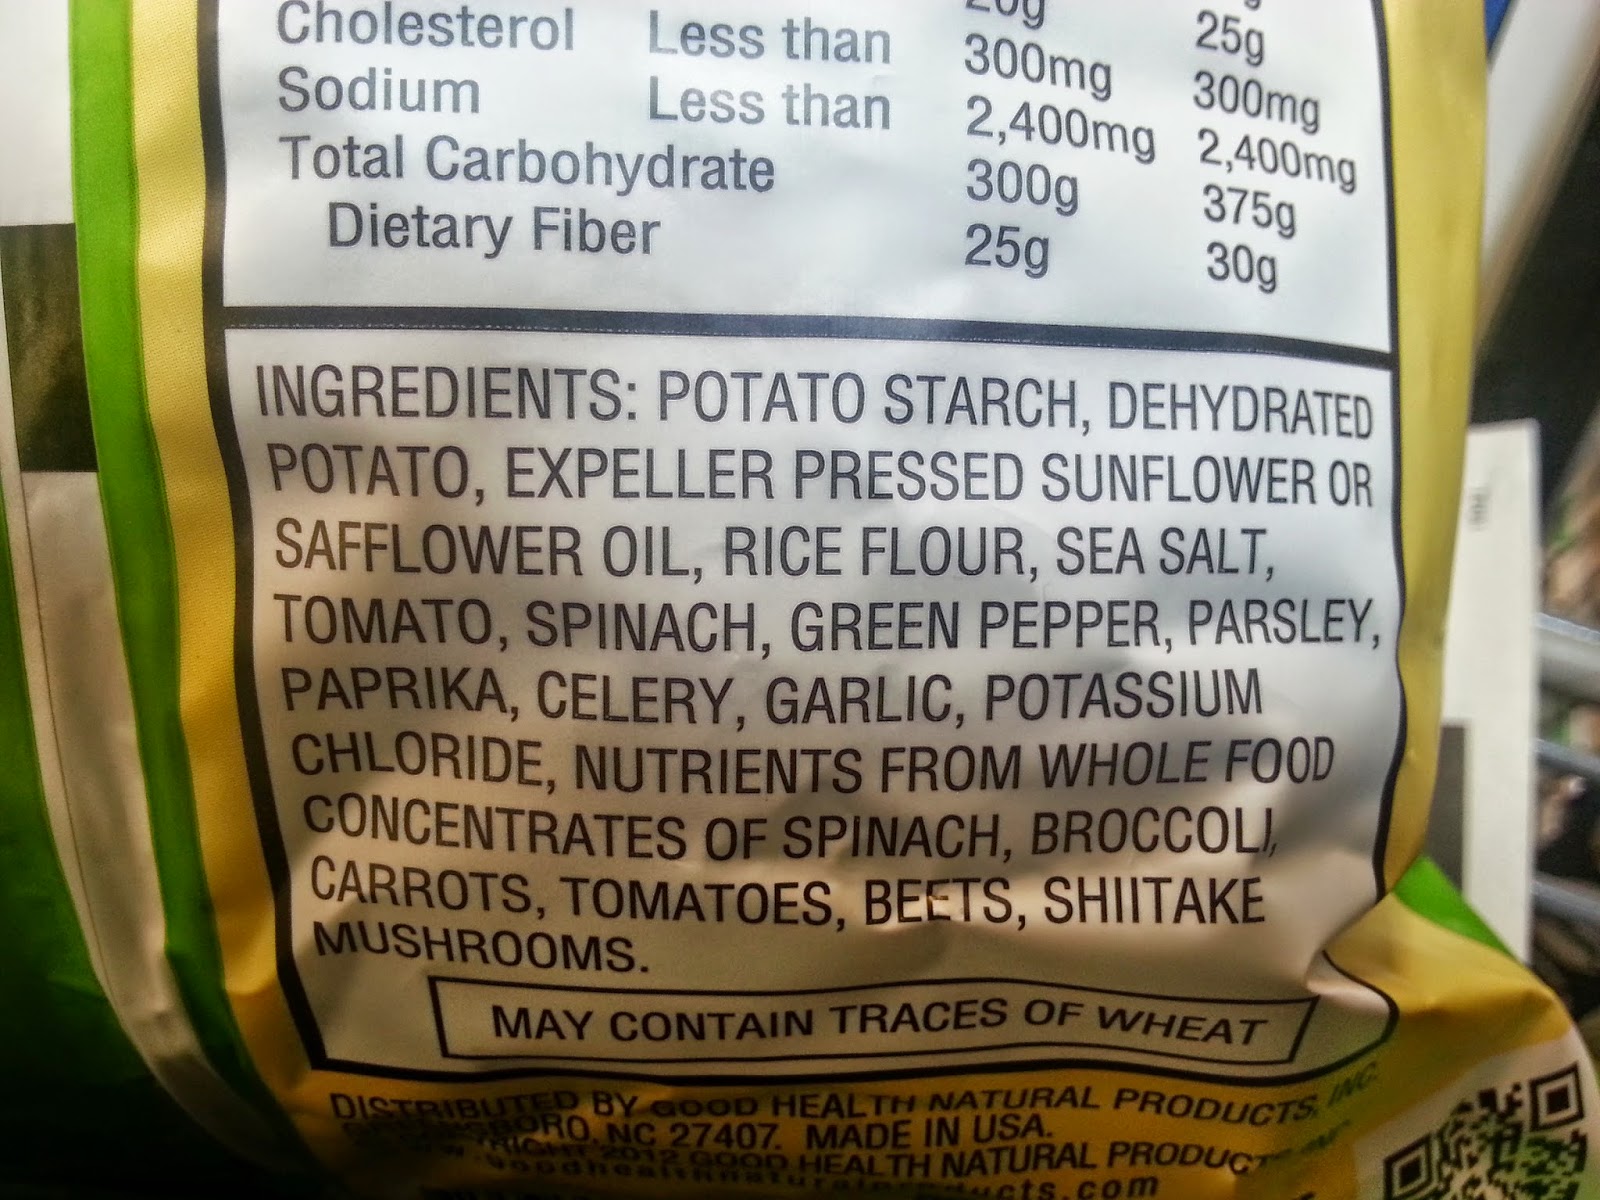 20g 25g
Cholesterol Less than 300mg 300mg
Sodium Less than 2,400mg 2,400mg
Total Carbohydrate 300g 375g
Dietary Fiber 25g 30g
INGREDIENTS: POTATO STARCH, DEHYDRATED
POTATO, EXPELLER PRESSED SUNFLOWER OR
SAFFLOWER OIL, RICE FLOUR, SEA SALT,
TOMATO, SPINACH, GREEN PEPPER, PARSLEY,
PAPRIKA, CELERY, GARLIC, POTASSIUM
CHLORIDE, NUTRIENTS FROM WHOLE FOOD
CONCENTRATES OF SPINACH, BROCCOLI,
CARROTS, TOMATOES, BEETS, SHIITAKE
MUSHROOMS.
MAY CONTAIN TRACES OF WHEAT
DISTRIBUTED BY GOOD HEALTH NATURAL PRODUCTS, INC.
NC 27407. MADE IN USA.
2012 GOOD HEALTH NATURAL